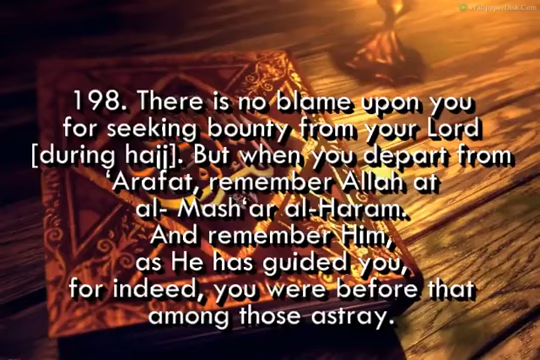 WallpapersDisk.Com
198. There is no blame upon you
for seeking bounty from your Lord
[during hajj]. But when you depart from
‘Arafat, remember Allah at
al- Mash‘ar al-Haram.
And remember Him,
as He has guided you,
for indeed, you were before that
among those astray.